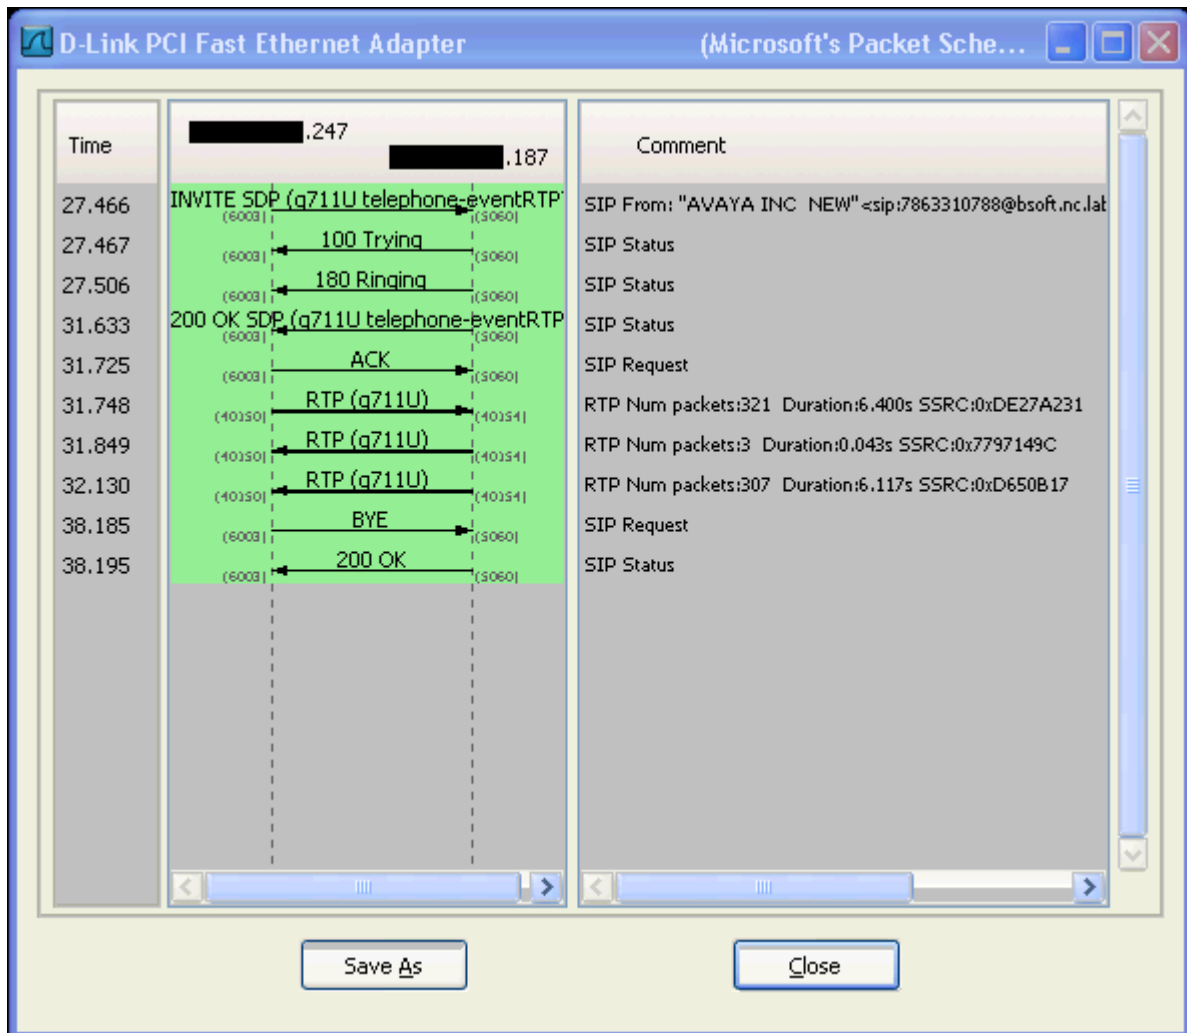 D-Link PCI Fast Ethernet Adapter (Microsoft's Packet Sche...
Time
.247
.187
Comment
27.466 INVITE SDP (g711U telephone-eventRTP SIP From: "AVAYA INC NEW"<sip:7863310788@bsoft.nc.lab
(6003) (5060)
27.467 100 Trying SIP Status
(6003) (5060)
27.506 180 Ringing SIP Status
(6003) (5060)
31.633 200 OK SDP (g711U telephone-eventRTP SIP Status
(6003) (5060)
31.725 ACK SIP Request
(6003) (5060)
31.748 RTP (g711U) RTP Num packets:321 Duration:6.400s SSRC:0xDE27A231
31.849 RTP (g711U) RTP Num packets:3 Duration:0.043s SSRC:0x7797149C
32.130 RTP (g711U) RTP Num packets:307 Duration:6.117s SSRC:0xD650B17
38.185 BYE SIP Request
(6003) (5060)
38.195 200 OK SIP Status
(6003) (5060)
Save As
Close